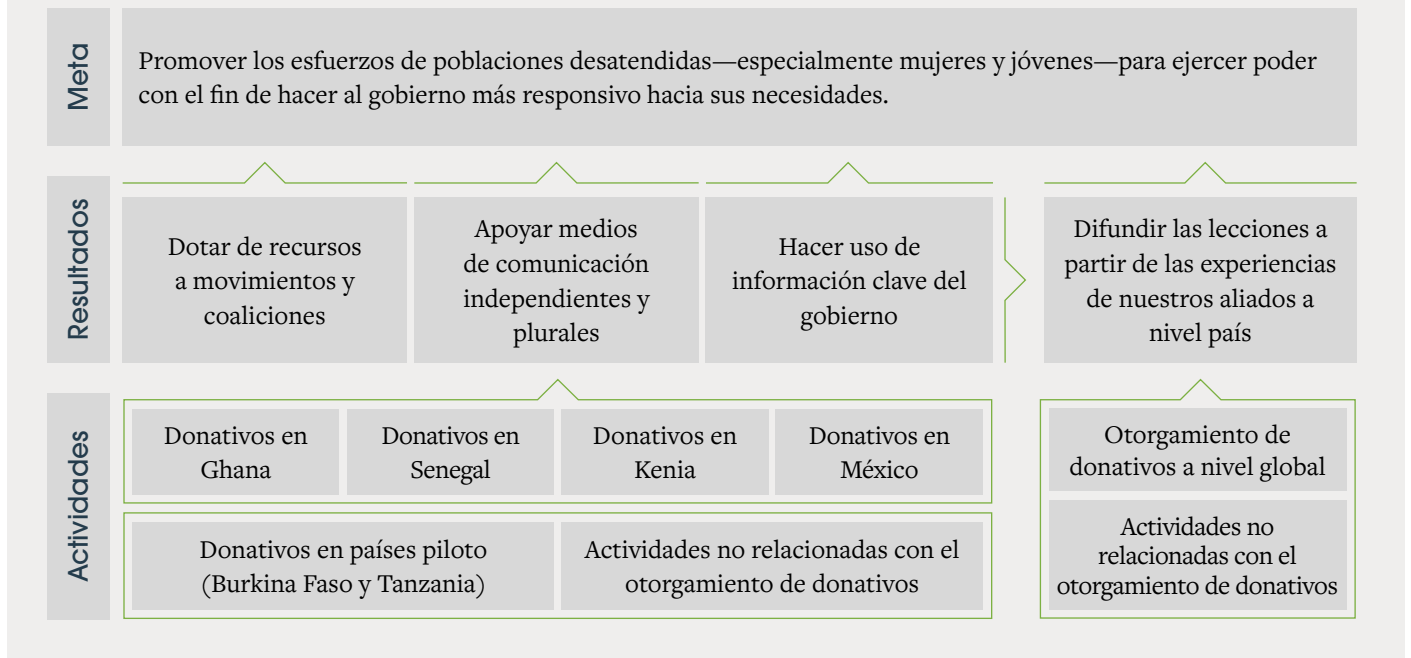 Meta
Promover los esfuerzos de poblaciones desatendidas—especialmente mujeres y jóvenes—para ejercer poder
con el fin de hacer al gobierno más responsivo hacia sus necesidades.
Resultados
Dotar de recursos
a movimientos y
coaliciones
Apoyar medios
de comunicación
independientes y
plurales
Hacer uso de
información clave del
gobierno
Difundir las lecciones a
partir de las experiencias
de nuestros aliados a
nivel país
Actividades
Donativos en
Ghana
Donativos en
Senegal
Donativos en
Kenia
Donativos en
México
Donativos en países piloto
(Burkina Faso y Tanzania)
Actividades no relacionadas con el
otorgamiento de donativos
Otorgamiento de
donativos a nivel global
Actividades no
relacionadas con el
otorgamiento de donativos